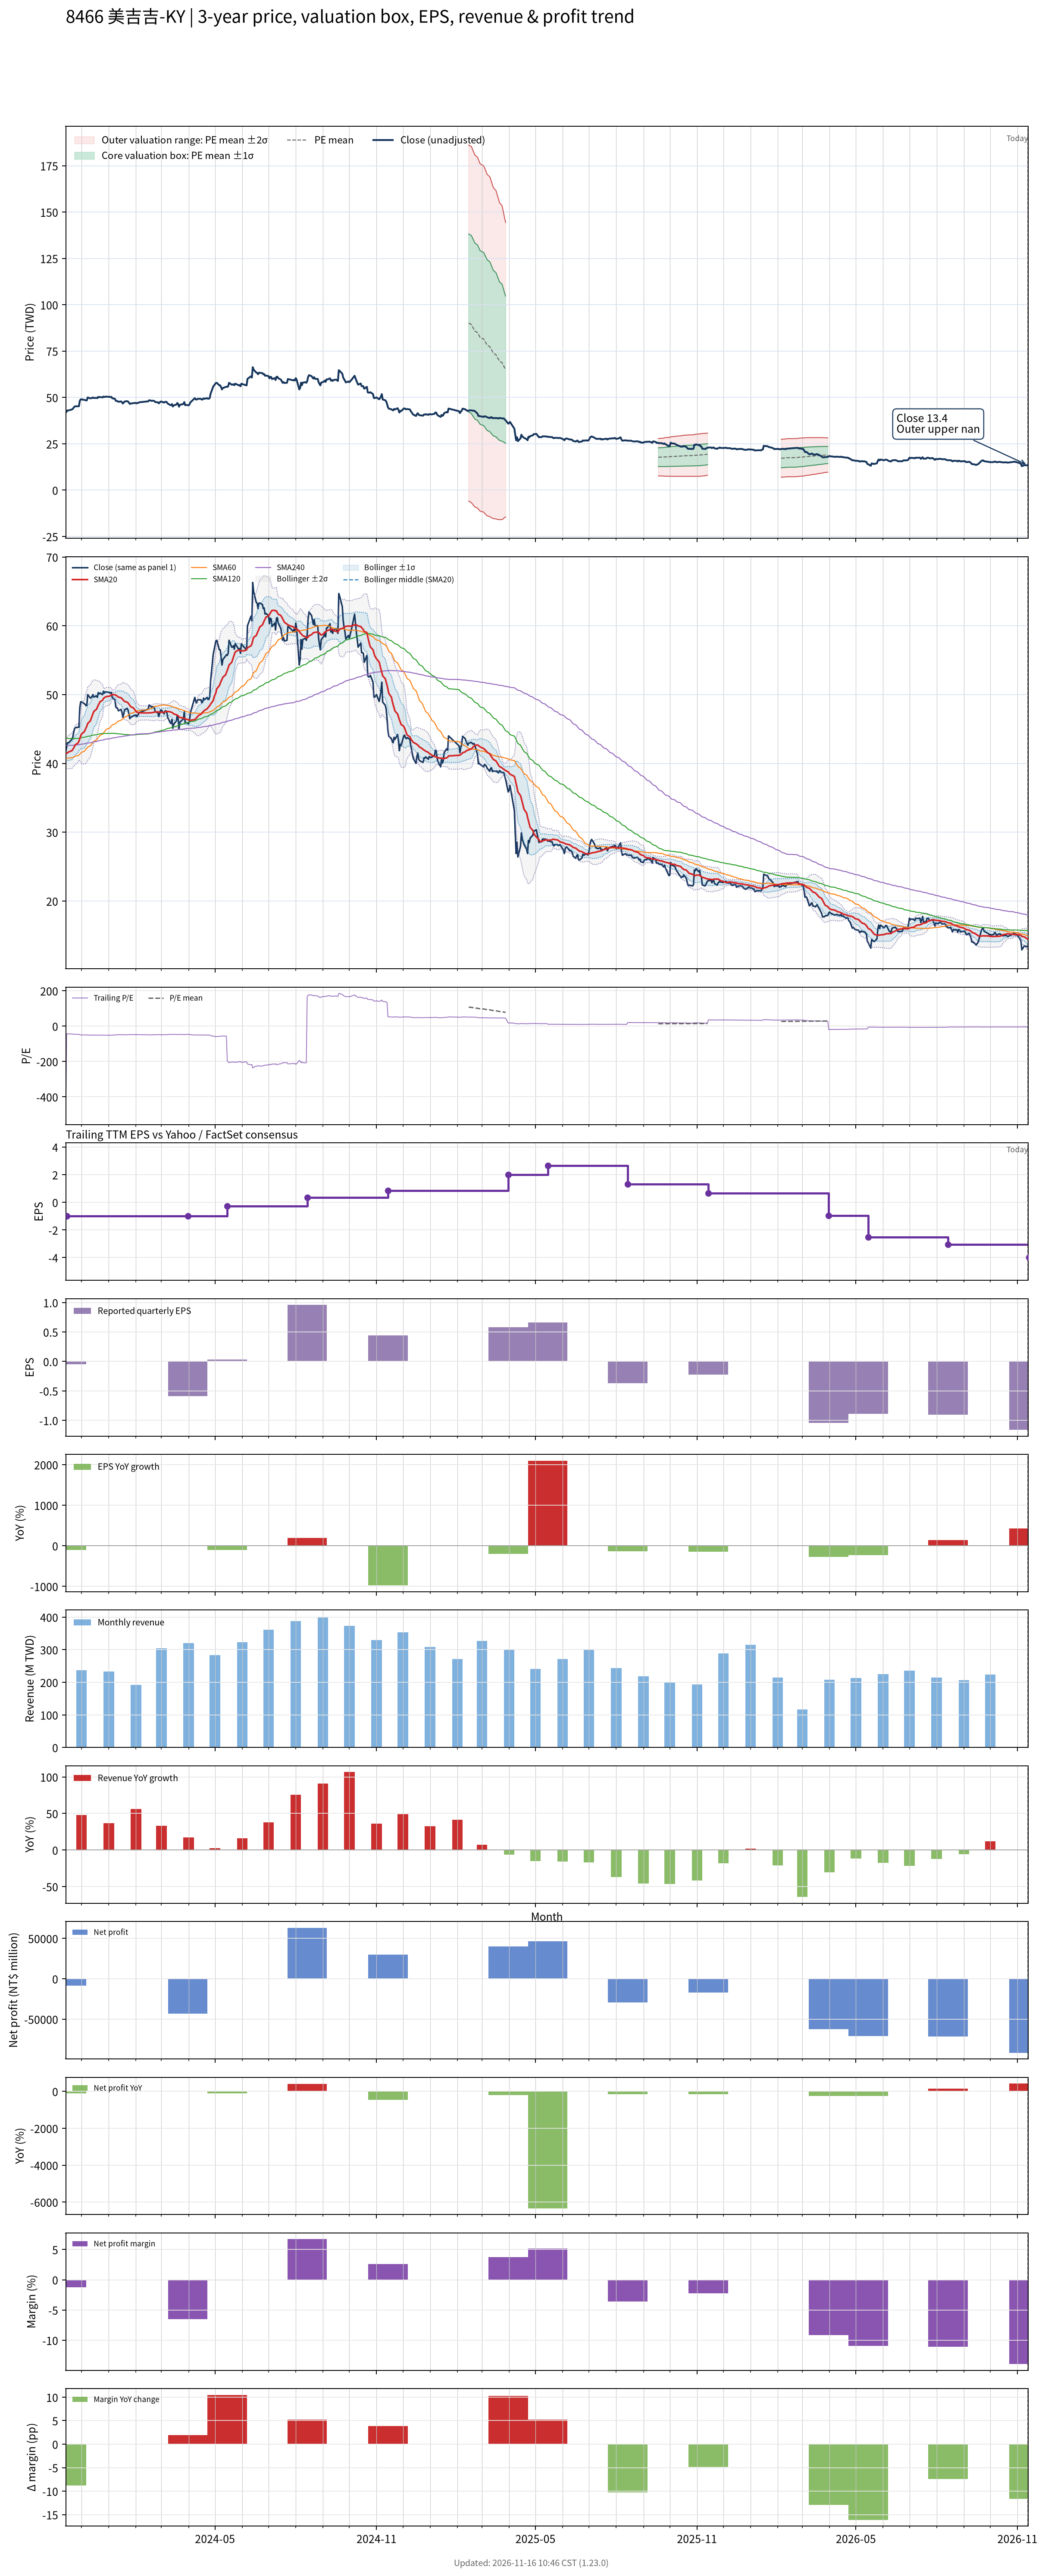 8466 美吉吉-KY | 3-year price, valuation box, EPS, revenue & profit trend
Outer valuation range: PE mean ±2σ
PE mean
Close (unadjusted)
Core valuation box: PE mean ±1σ
Today
Price (TWD)
175
150
125
100
75
50
25
0
-25
Close 13.4
Outer upper nan
Close (same as panel 1)
SMA60
SMA240
Bollinger ±1σ
SMA20
SMA120
Bollinger ±2σ
Bollinger middle (SMA20)
Price
70
60
50
40
30
20
Trailing P/E
P/E mean
P/E
200
0
-200
-400
Trailing TTM EPS vs Yahoo / FactSet consensus
Today
EPS
4
2
0
-2
-4
Reported quarterly EPS
EPS
1.0
0.5
0.0
-0.5
-1.0
EPS YoY growth
YoY (%)
2000
1000
0
-1000
Monthly revenue
Revenue (M TWD)
400
300
200
100
0
Revenue YoY growth
YoY (%)
100
50
0
-50
Month
Net profit
Net profit (NT$ million)
50000
0
-50000
Net profit YoY
YoY (%)
0
-2000
-4000
-6000
Net profit margin
Margin (%)
5
0
-5
-10
Margin YoY change
Δ margin (pp)
10
5
0
-5
-10
-15
2024-05
2024-11
2025-05
2025-11
2026-05
2026-11
Updated: 2026-11-16 10:46 CST (1.23.0)